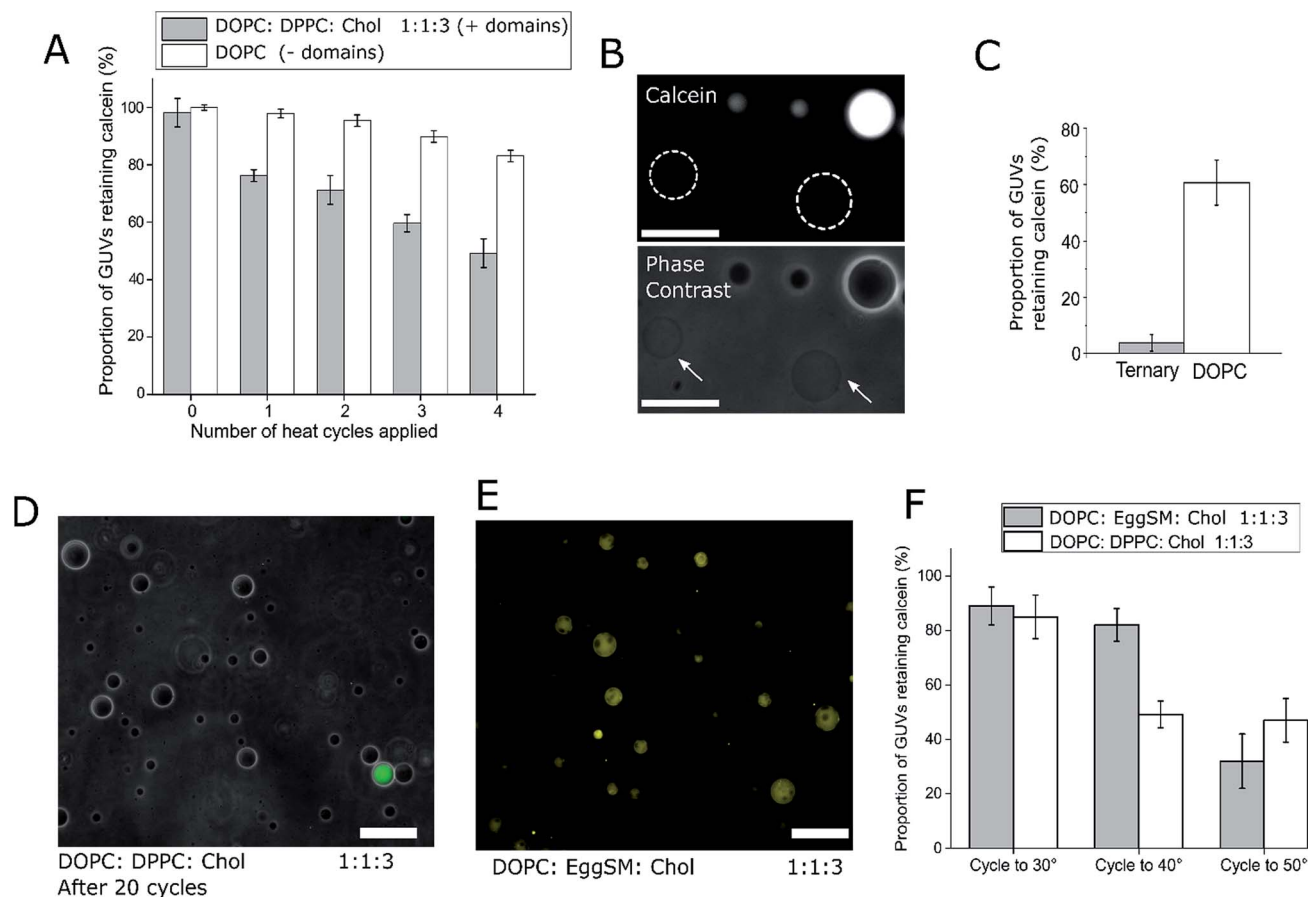 A
DOPC: DPPC: Chol 1:1:3 (+ domains)
DOPC (- domains)
Proportion of GUVs retaining calcein (%)
100
80
60
40
20
0
0 1 2 3 4
Number of heat cycles applied
B
Calcein
Phase
Contrast
C
Proportion of GUVs
retaining calcein (%)
80
60
40
20
0
Ternary DOPC
D
DOPC: DPPC: Chol 1:1:3
After 20 cycles
E
DOPC: EggSM: Chol 1:1:3
F
DOPC: EggSM: Chol 1:1:3
DOPC: DPPC: Chol 1:1:3
Proportion of GUVs retaining calcein (%)
100
80
60
40
20
0
Cycle to 30° Cycle to 40° Cycle to 50°